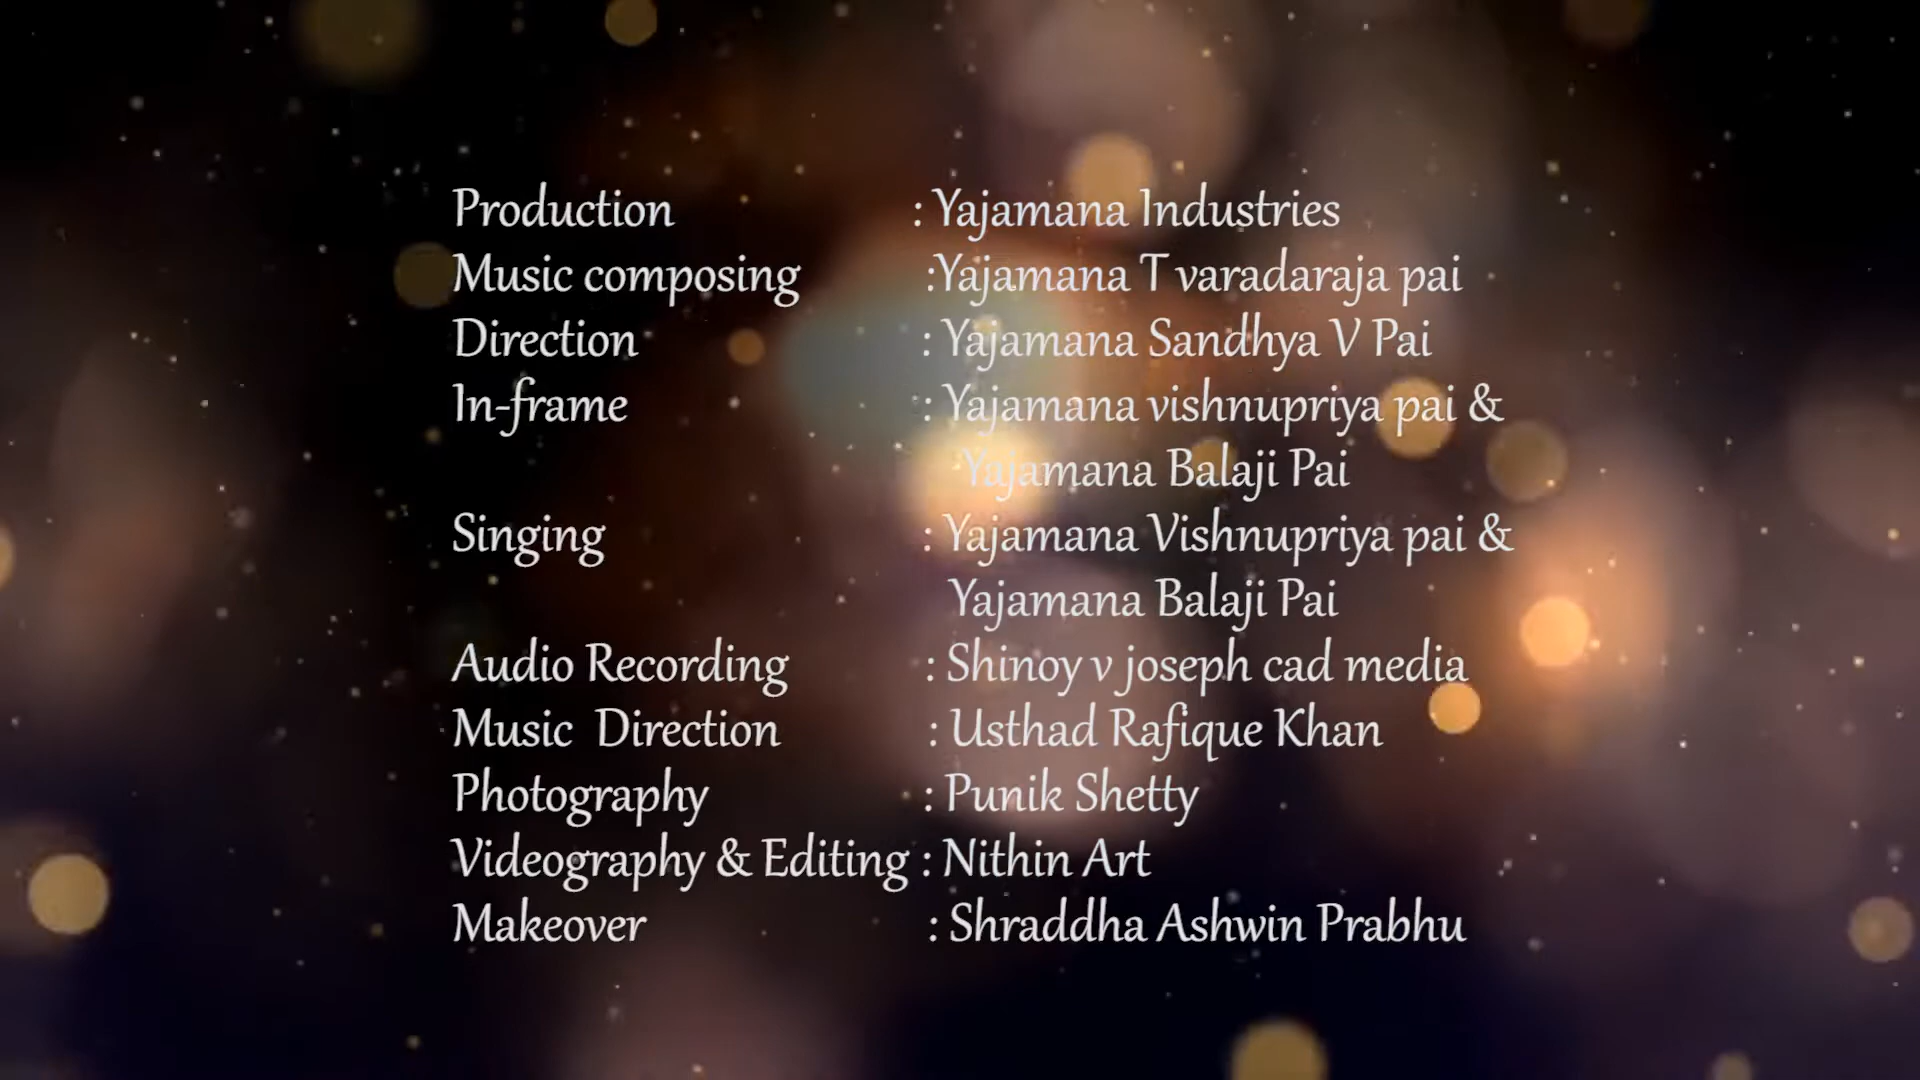 Production : Yajamana Industries
Music composing :Yajamana T varadaraja pai
Direction : Yajamana Sandhya V Pai
In-frame : Yajamana vishnupriya pai &
Yajamana Balaji Pai
Singing : Yajamana Vishnupriya pai &
Yajamana Balaji Pai
Audio Recording : Shinoy v joseph cad media
Music Direction : Usthad Rafique Khan
Photography : Punik Shetty
Videography & Editing : Nithin Art
Makeover : Shraddha Ashwin Prabhu